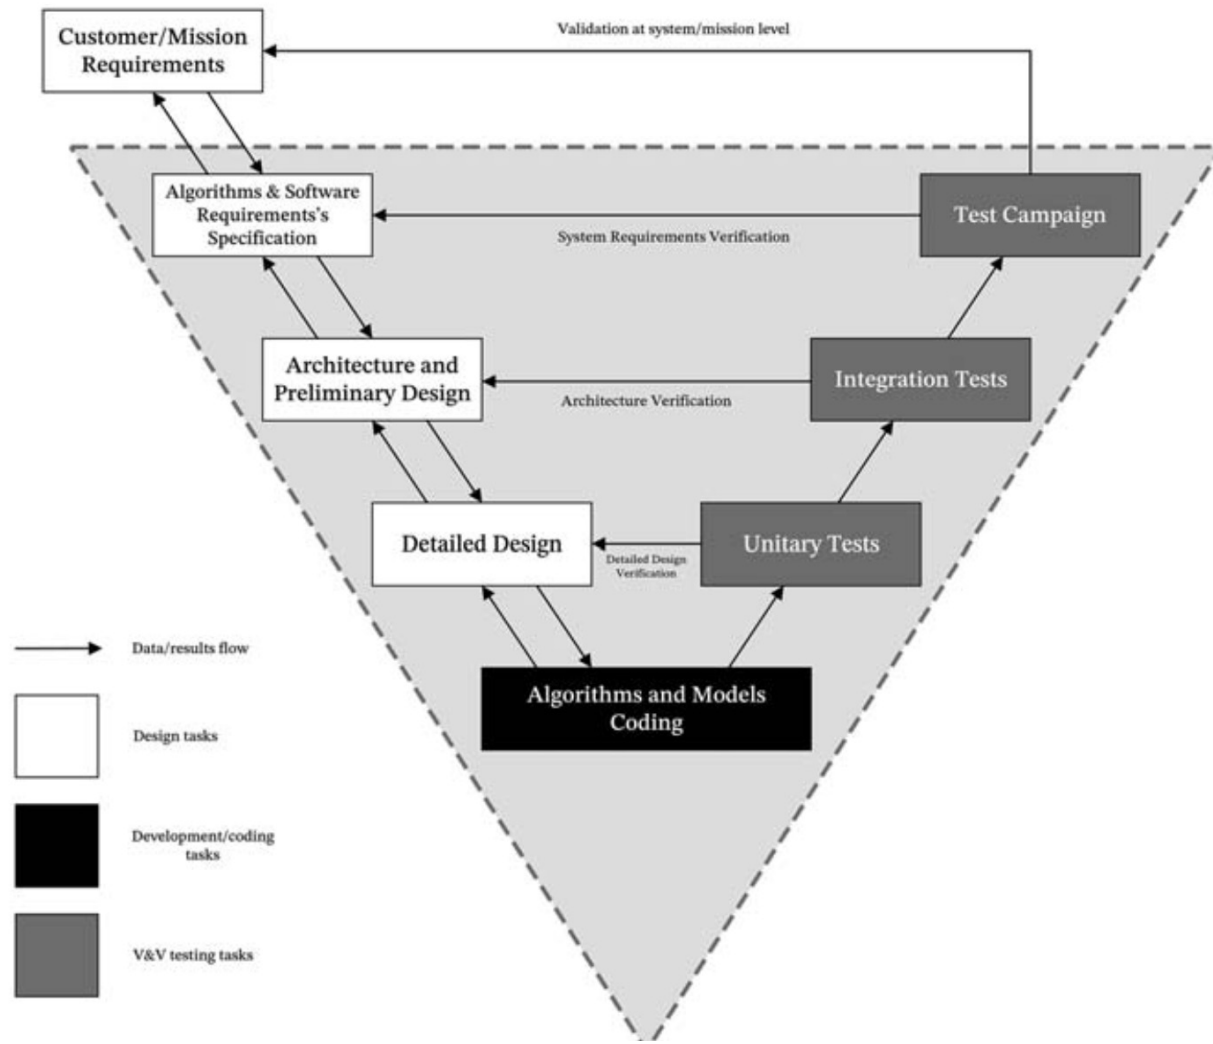 Customer/Mission
Requirements
Validation at system/mission level
Algorithms & Software
Requirements's
Specification
System Requirements Verification
Test Campaign
Architecture and
Preliminary Design
Architecture Verification
Integration Tests
Detailed Design
Detailed Design
Verification
Unitary Tests
Algorithms and Models
Coding
Data/results flow
Design tasks
Development/coding
tasks
V&V testing tasks